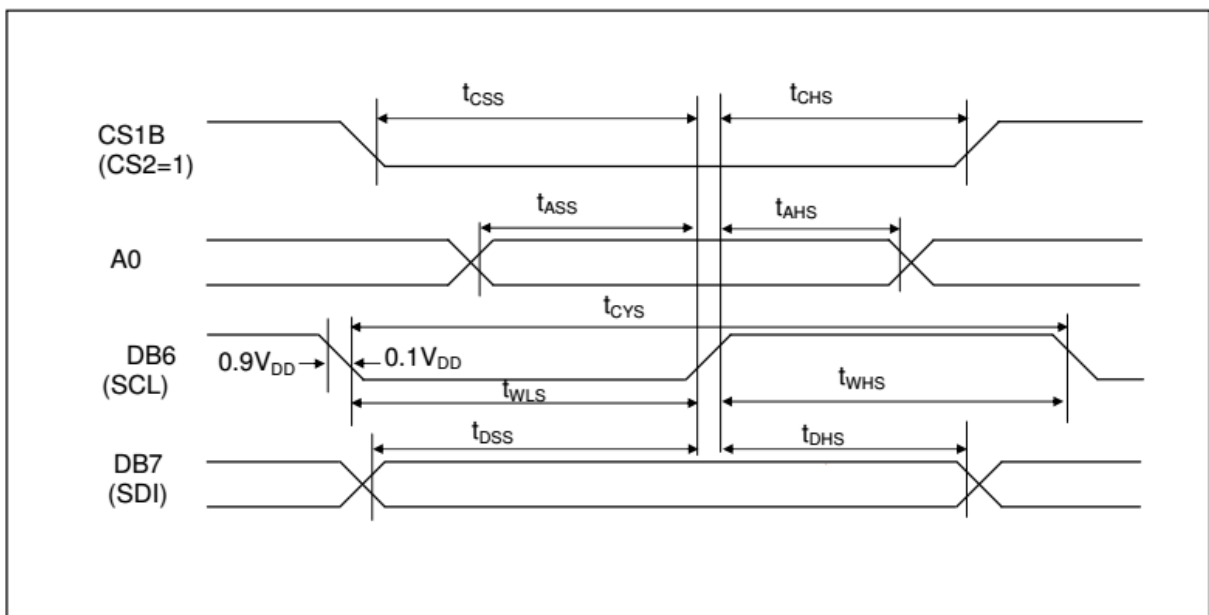 tCSS
tCHS
CS1B
(CS2=1)
tASS
tAHS
A0
tCYS
DB6
(SCL)
0.9VDD
0.1VDD
tWLS
tWHS
tDSS
tDHS
DB7
(SDI)